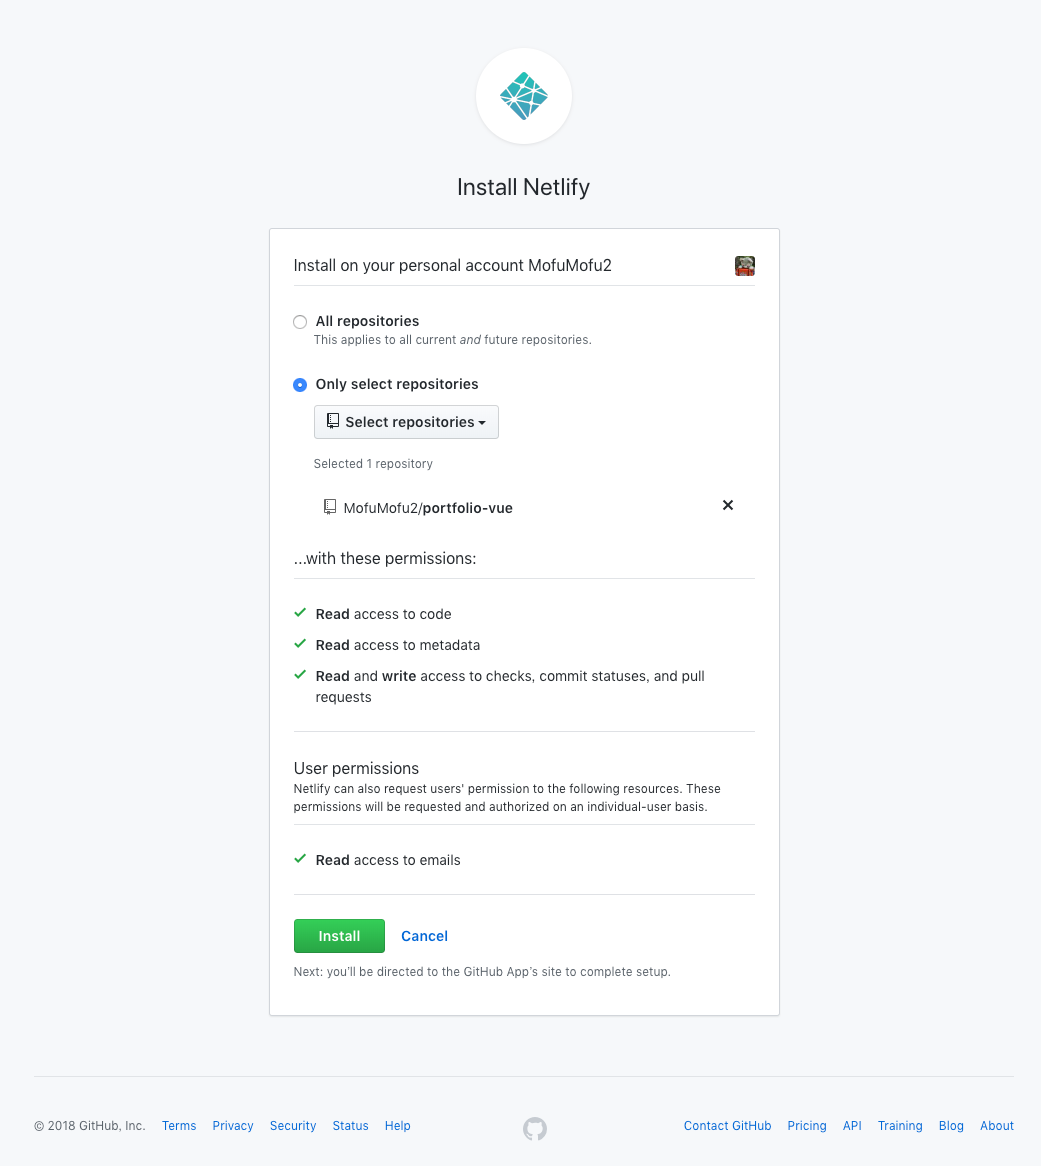 Install Netlify
Install on your personal account MofuMofu2
All repositories
This applies to all current and future repositories.
Only select repositories
Select repositories
Selected 1 repository
MofuMofu2/portfolio-vue
...with these permissions:
Read access to code
Read access to metadata
Read and write access to checks, commit statuses, and pull
requests
User permissions
Netlify can also request users' permission to the following resources. These
permissions will be requested and authorized on an individual-user basis.
Read access to emails
Install Cancel
Next: you'll be directed to the GitHub App's site to complete setup.
© 2018 GitHub, Inc. Terms Privacy Security Status Help Contact GitHub Pricing API Training Blog About